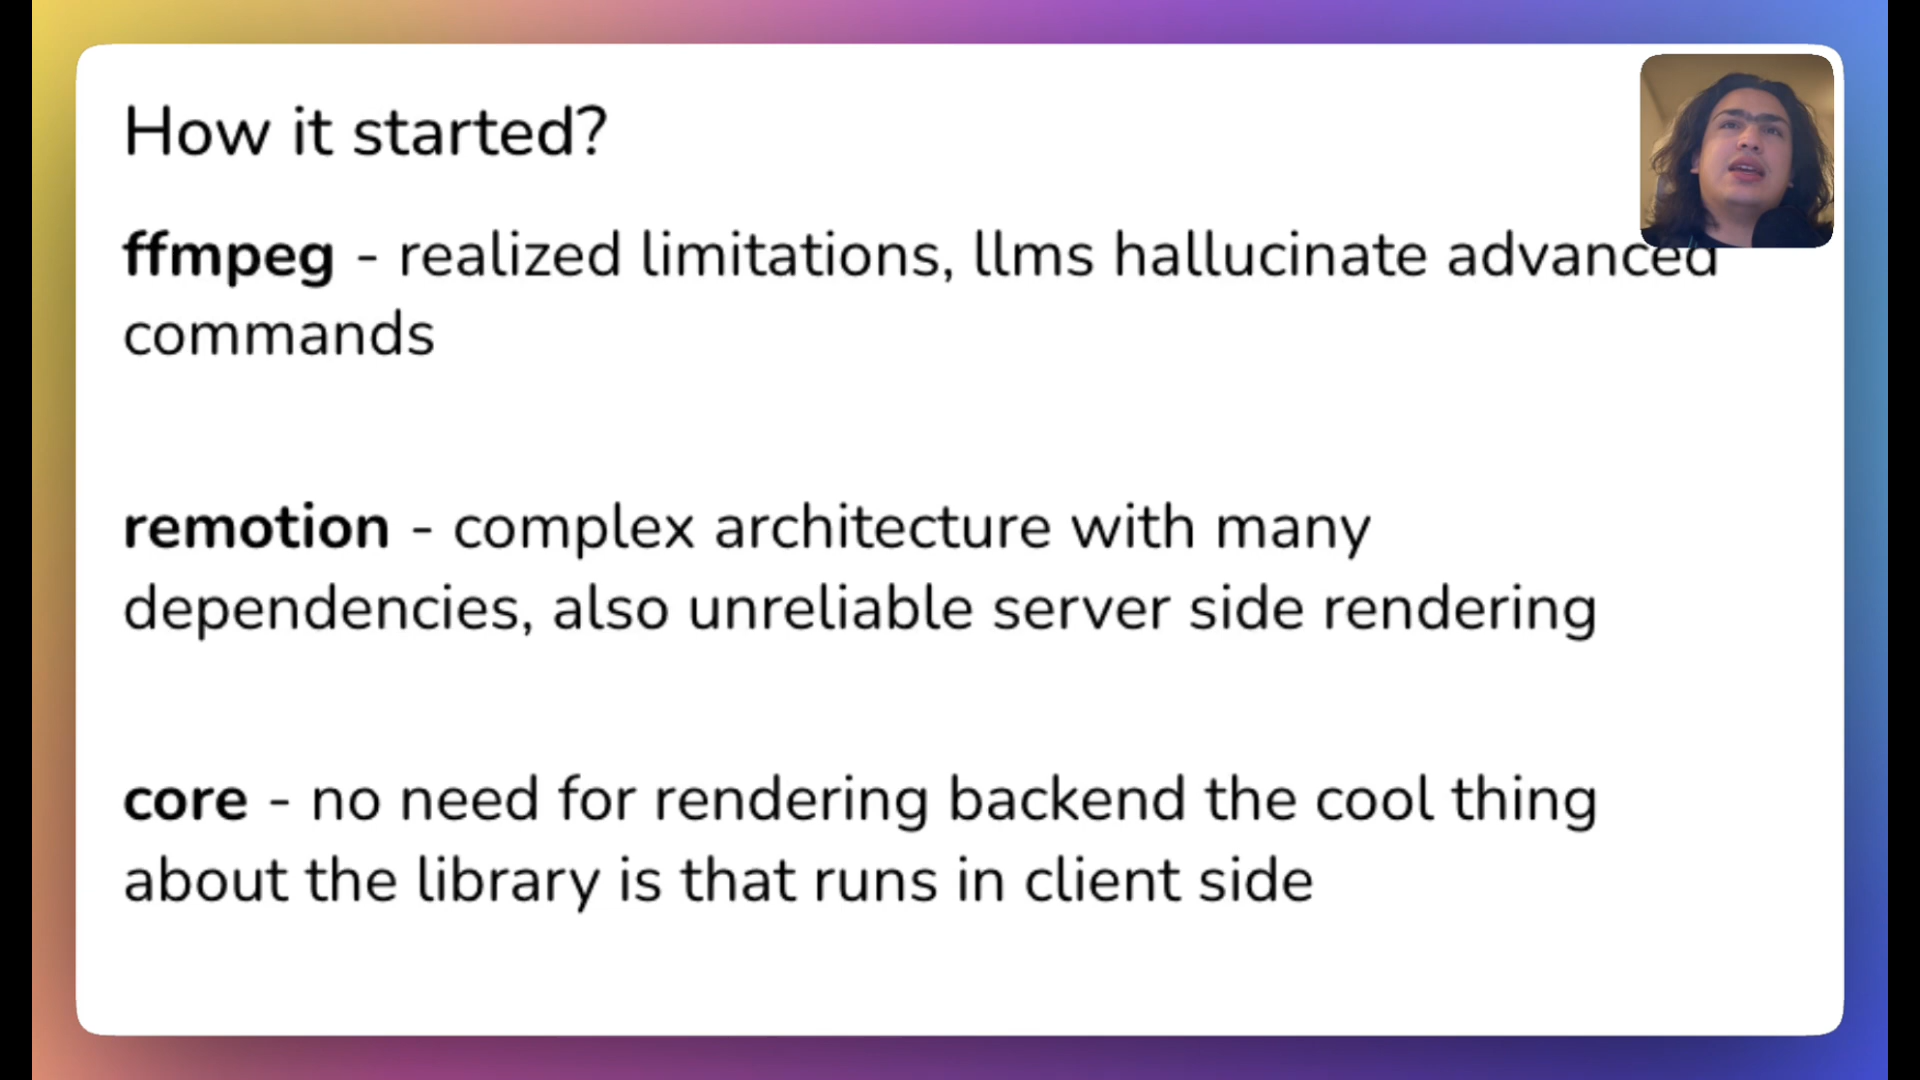 How it started?
ffmpeg - realized limitations, llms hallucinate advanced
commands
remotion - complex architecture with many
dependencies, also unreliable server side rendering
core - no need for rendering backend the cool thing
about the library is that runs in client side